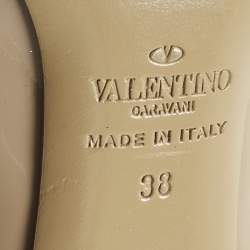 V
VALENTINO
GARAVANI
MADE IN ITALY
38